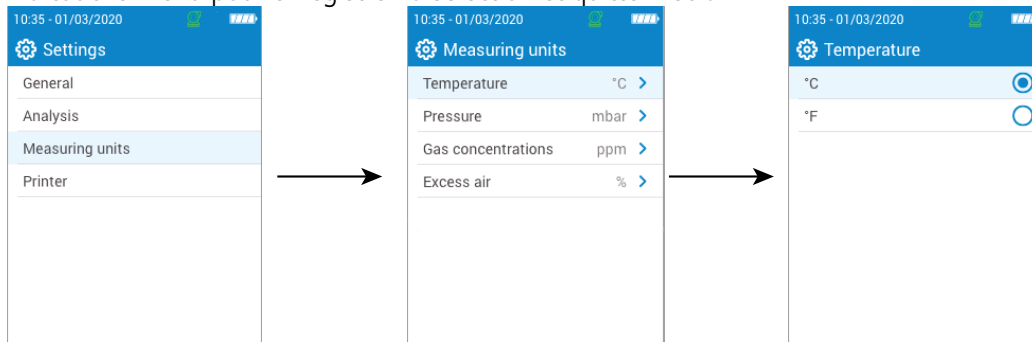 10:35 - 01/03/2020
Settings
General
Analysis
Measuring units
Printer
10:35 - 01/03/2020
Measuring units
Temperature °C
Pressure mbar
Gas concentrations ppm
Excess air %
10:35 - 01/03/2020
Temperature
°C
°F